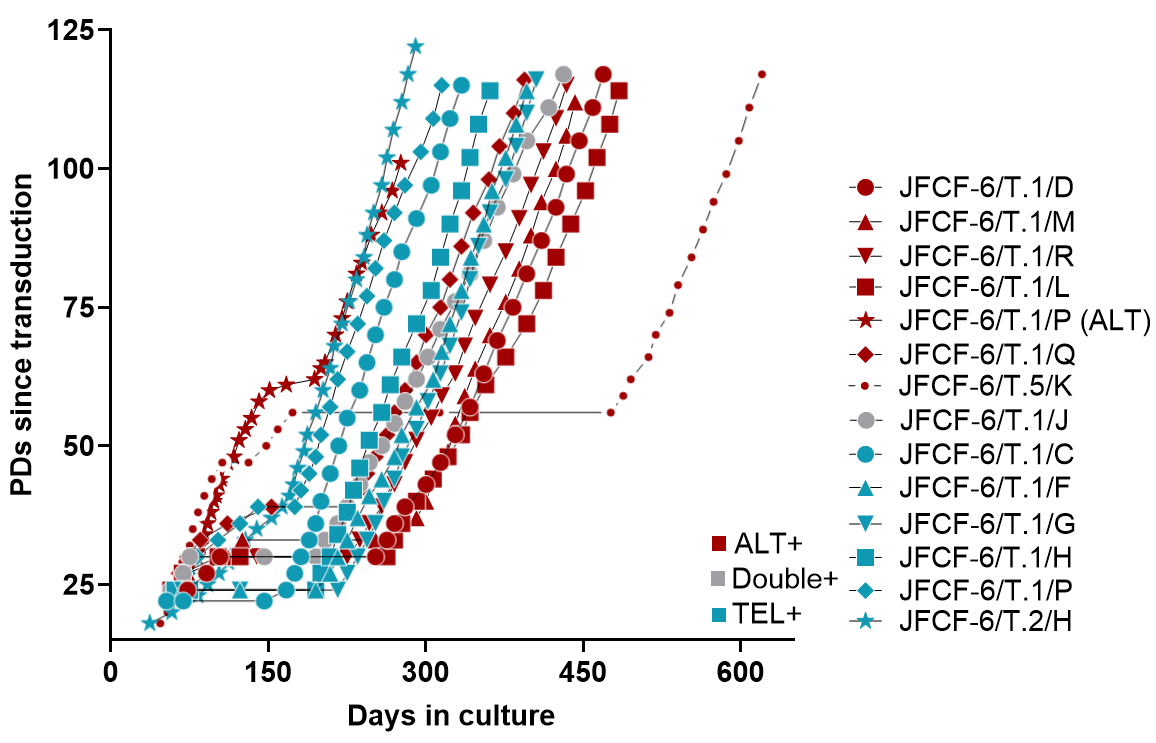 125
100
75
50
25
PDs since transduction
0
150
300
450
600
Days in culture
ALT+
Double+
TEL+
JFCF-6/T.1/D
JFCF-6/T.1/M
JFCF-6/T.1/R
JFCF-6/T.1/L
JFCF-6/T.1/P (ALT)
JFCF-6/T.1/Q
JFCF-6/T.5/K
JFCF-6/T.1/J
JFCF-6/T.1/C
JFCF-6/T.1/F
JFCF-6/T.1/G
JFCF-6/T.1/H
JFCF-6/T.1/P
JFCF-6/T.2/H